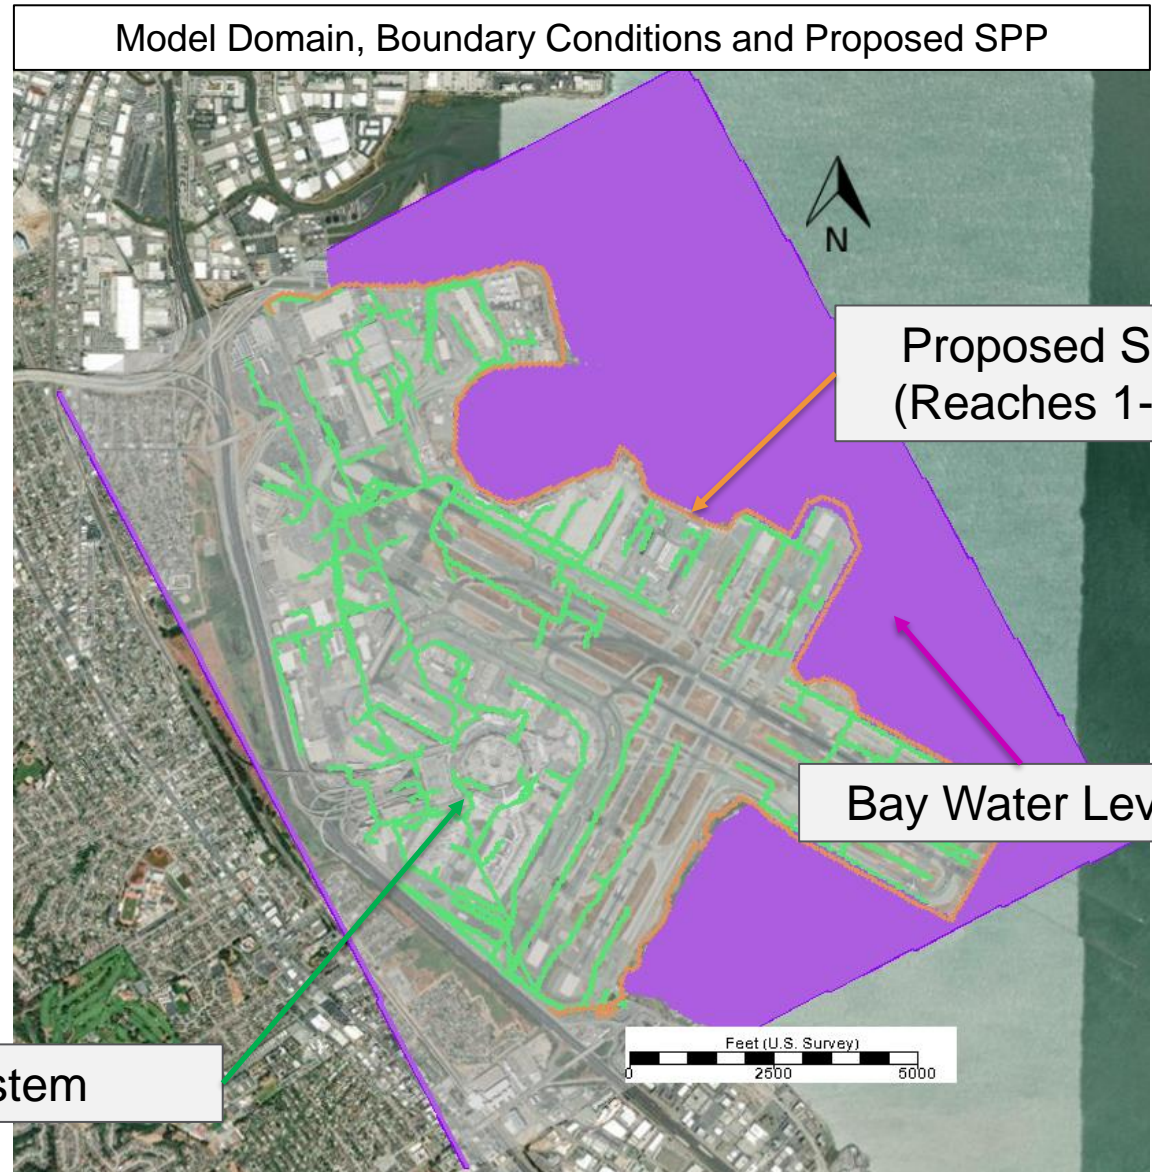 Model Domain, Boundary Conditions and Proposed SPP
N
Proposed S
(Reaches 1-
Bay Water Lev
stem
Feet (U.S. Survey)
0 2500 5000